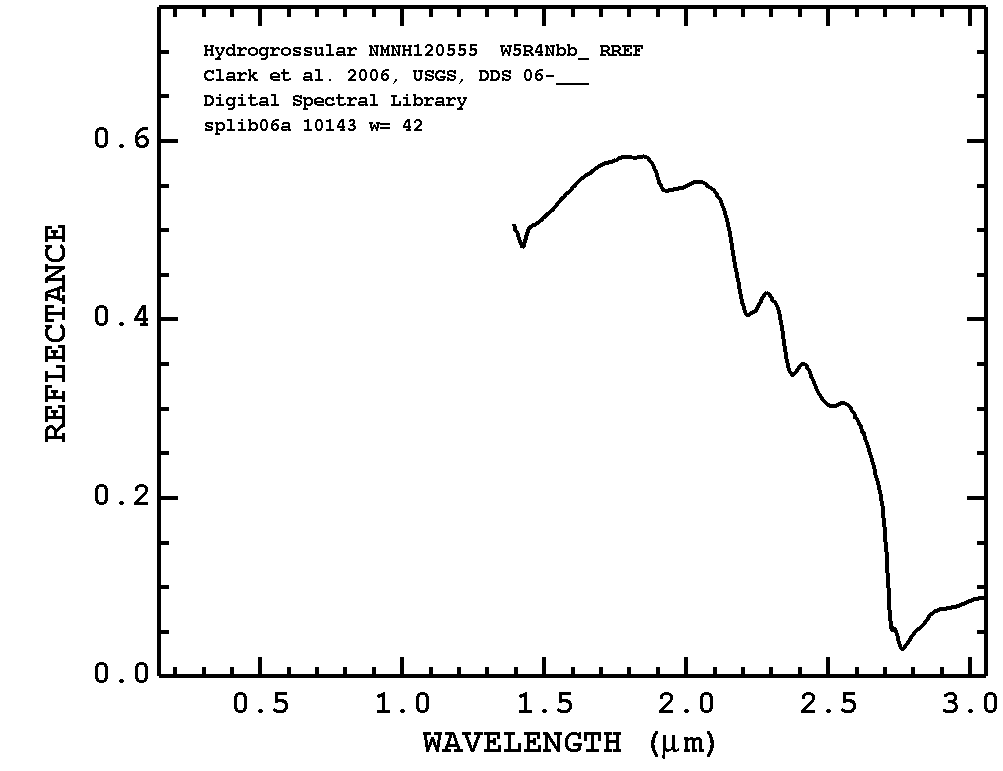 Hydrogrossular NMNH120555 W5R4Nbb_ RREF
Clark et al. 2006, USGS, DDS 06-___
Digital Spectral Library
splib06a 10143 w= 42
0.6
0.4
0.2
0.0
REFLECTANCE
0.5 1.0 1.5 2.0 2.5 3.0
WAVELENGTH (μm)